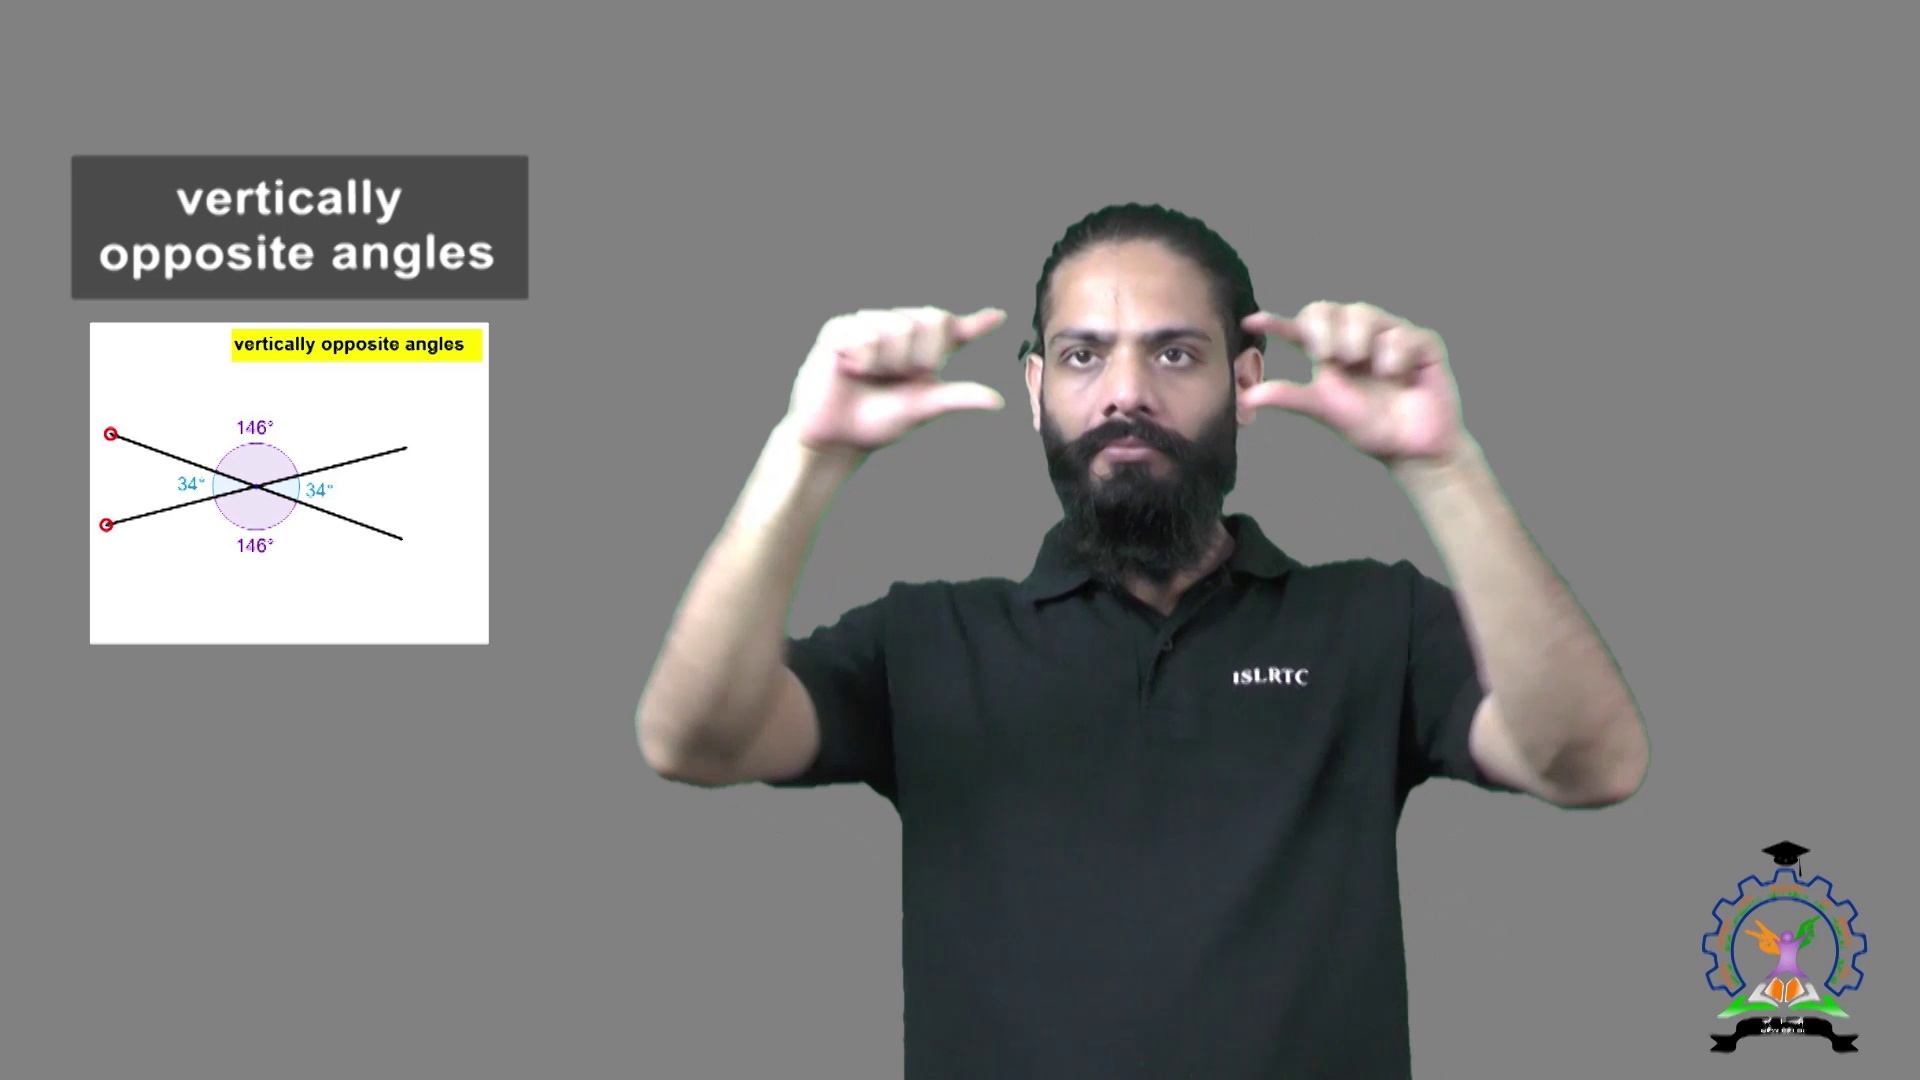 vertically
opposite angles
vertically opposite angles
146°
34°
34°
146°
ISLRTC